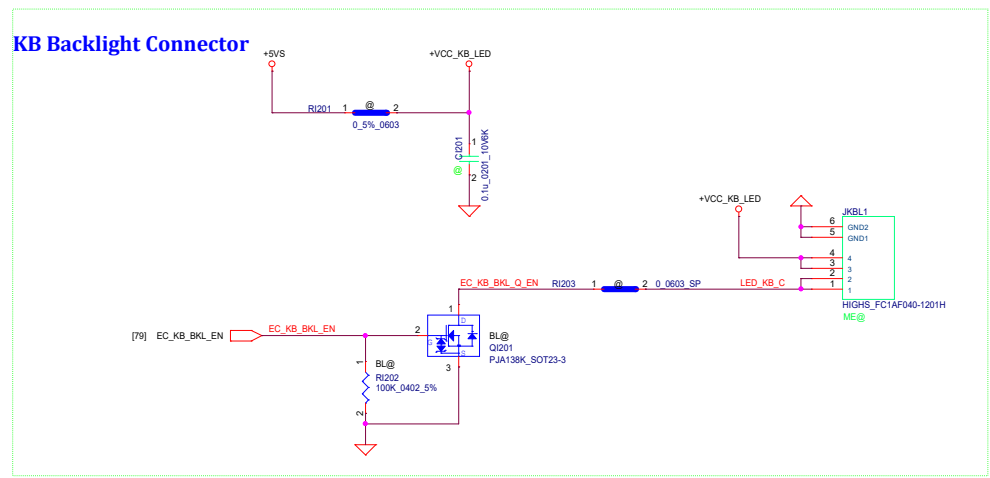 KB Backlight Connector
+5VS
+VCC_KB_LED
RI201
1
@
2
0_5%_0603
1
CI201
@
2
0.1u_0201_10V6K
+VCC_KB_LED
JKBL1
6
GND2
5
GND1
4
4
3
3
2
2
1
1
HIGHS_FC1AF040-1201H
ME@
EC_KB_BKL_Q_EN
RI203
1
@
2
0_0603_SP
LED_KB_C
[79]
EC_KB_BKL_EN
EC_KB_BKL_EN
2
1
D
G
S
3
BL@
QI201
PJA138K_SOT23-3
1
BL@
RI202
100K_0402_5%
2